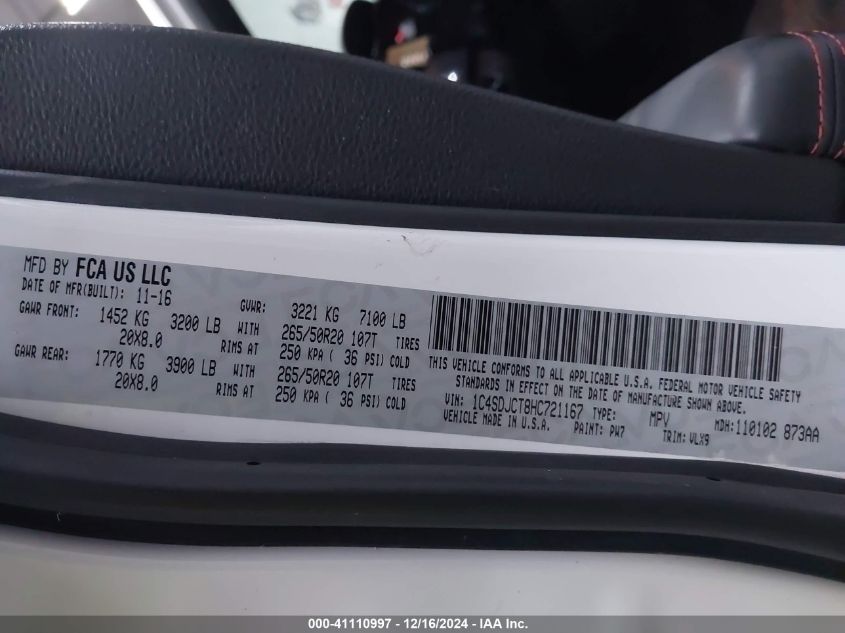 MFD BY FCA US LLC
DATE OF MFR(BUILT): 11-16 GVWR: 3221 KG 7100 LB
GAWR FRONT: 1452 KG 3200 LB WITH 265/50R20 107T TIRES
20X8.0 RIMS AT 250 KPA ( 36 PSI) COLD
GAWR REAR: 1770 KG 3900 LB WITH 265/50R20 107T TIRES
20X8.0 RIMS AT 250 KPA ( 36 PSI) COLD
THIS VEHICLE CONFORMS TO ALL APPLICABLE U.S.A. FEDERAL MOTOR VEHICLE SAFETY
STANDARDS IN EFFECT ON THE DATE OF MANUFACTURE SHOWN ABOVE.
VIN: 1C4SDJCT8HC721167 TYPE: MPV MDH:110102 873AA
VEHICLE MADE IN U.S.A. PAINT: PW7 TRIM: VLX9
000-41110997 - 12/16/2024 - IAA Inc.